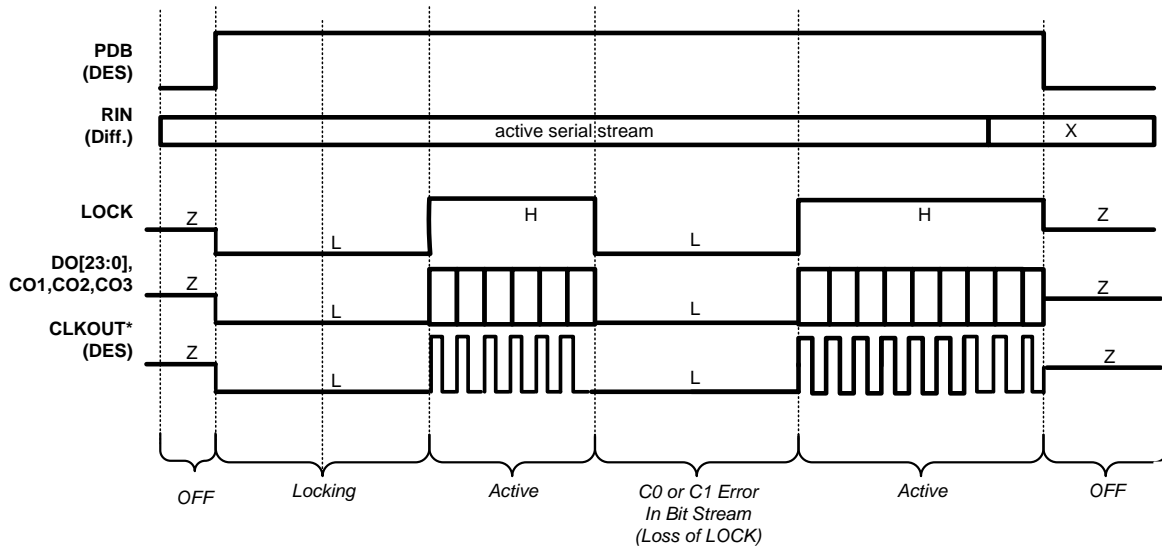 PDB
(DES)
RIN
(Diff.)
active serial stream
X
LOCK
Z
L
H
L
H
Z
DO[23:0],
CO1,CO2,CO3
Z
L
L
Z
CLKOUT*
(DES)
Z
L
L
Z
OFF
Locking
Active
C0 or C1 Error
In Bit Stream
(Loss of LOCK)
Active
OFF